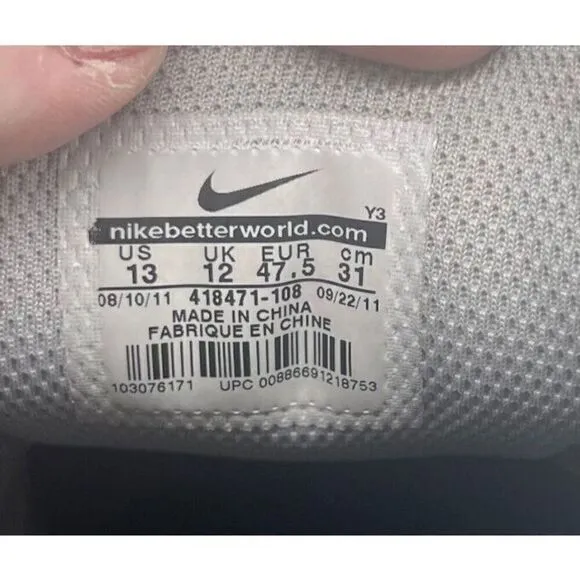 Y3
nikebetterworld.com
US UK EUR cm
13 12 47.5 31
08/10/11 418471-108 09/22/11
MADE IN CHINA
FABRIQUE EN CHINE
103076171 UPC 00886691218753